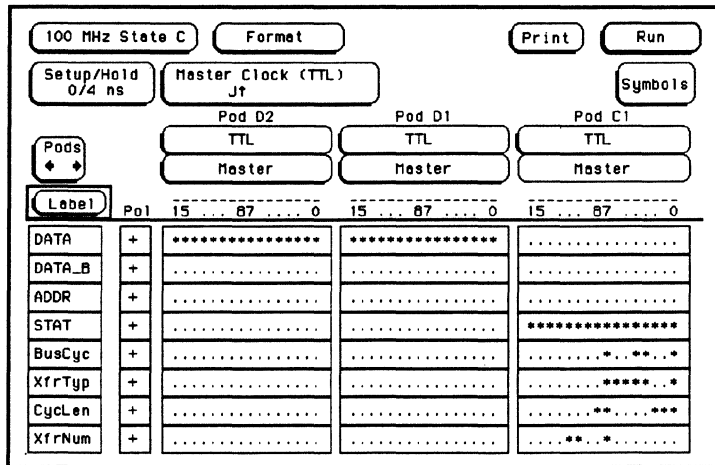 100 MHz State C Format Print Run
Setup/Hold Master Clock (TTL) Symbols
0/4 ns J↑
Pod D2 Pod D1 Pod C1
Pods TTL TTL TTL
← → Master Master Master
Label Pol 15 ... 87 .... 0 15 ... 87 .... 0 15 ... 87 .... 0
DATA + **************** **************** ................
DATA_B + ................ ................ ................
ADDR + ................ ................ ................
STAT + ................ ................ ****************
BusCyc + ................ ................ ........*..**..*
XfrTyp + ................ ................ ........*****..*
CycLen + ................ ................ .......**....***
XfrNum + ................ ................ ....**..*.......